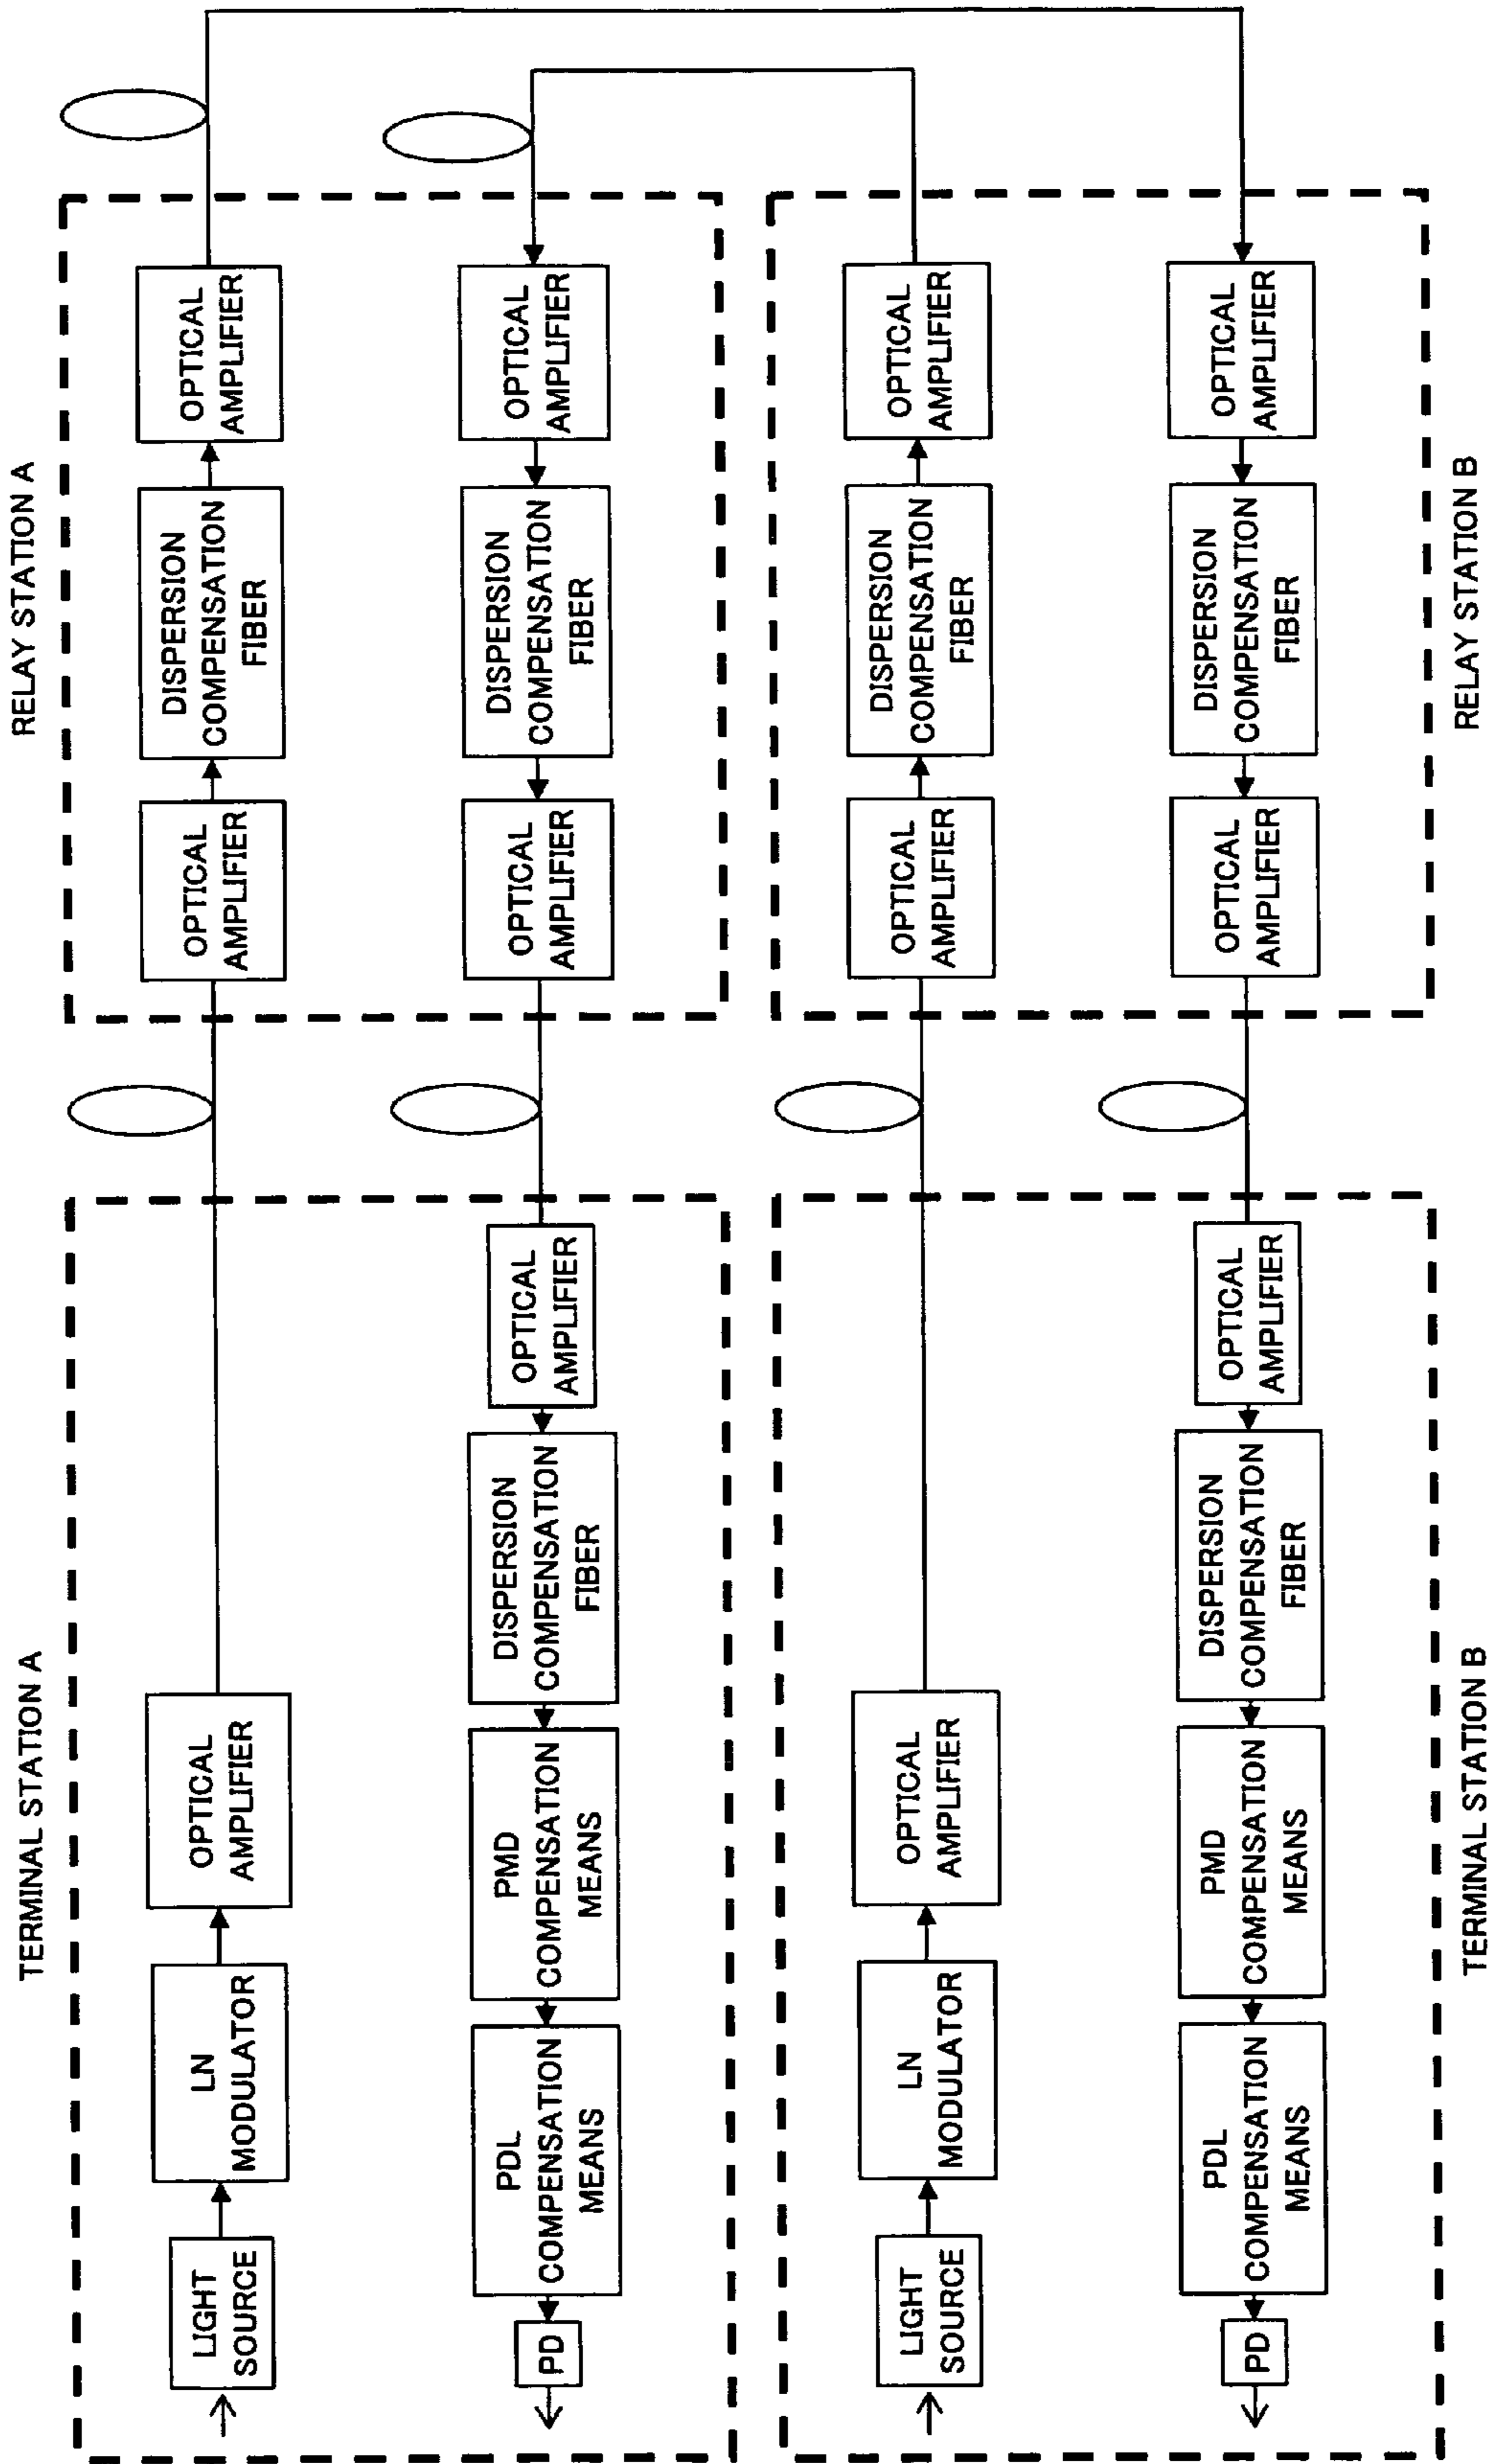 TERMINAL STATION A
RELAY STATION A
LIGHT
SOURCE
LN
MODULATOR
OPTICAL
AMPLIFIER
OPTICAL
AMPLIFIER
DISPERSION
COMPENSATION
FIBER
OPTICAL
AMPLIFIER
PD
PDL
COMPENSATION
MEANS
PMD
COMPENSATION
MEANS
DISPERSION
COMPENSATION
FIBER
OPTICAL
AMPLIFIER
OPTICAL
AMPLIFIER
DISPERSION
COMPENSATION
FIBER
OPTICAL
AMPLIFIER
LIGHT
SOURCE
LN
MODULATOR
OPTICAL
AMPLIFIER
OPTICAL
AMPLIFIER
DISPERSION
COMPENSATION
FIBER
OPTICAL
AMPLIFIER
PD
PDL
COMPENSATION
MEANS
PMD
COMPENSATION
MEANS
DISPERSION
COMPENSATION
FIBER
OPTICAL
AMPLIFIER
OPTICAL
AMPLIFIER
DISPERSION
COMPENSATION
FIBER
OPTICAL
AMPLIFIER
TERMINAL STATION B
RELAY STATION B